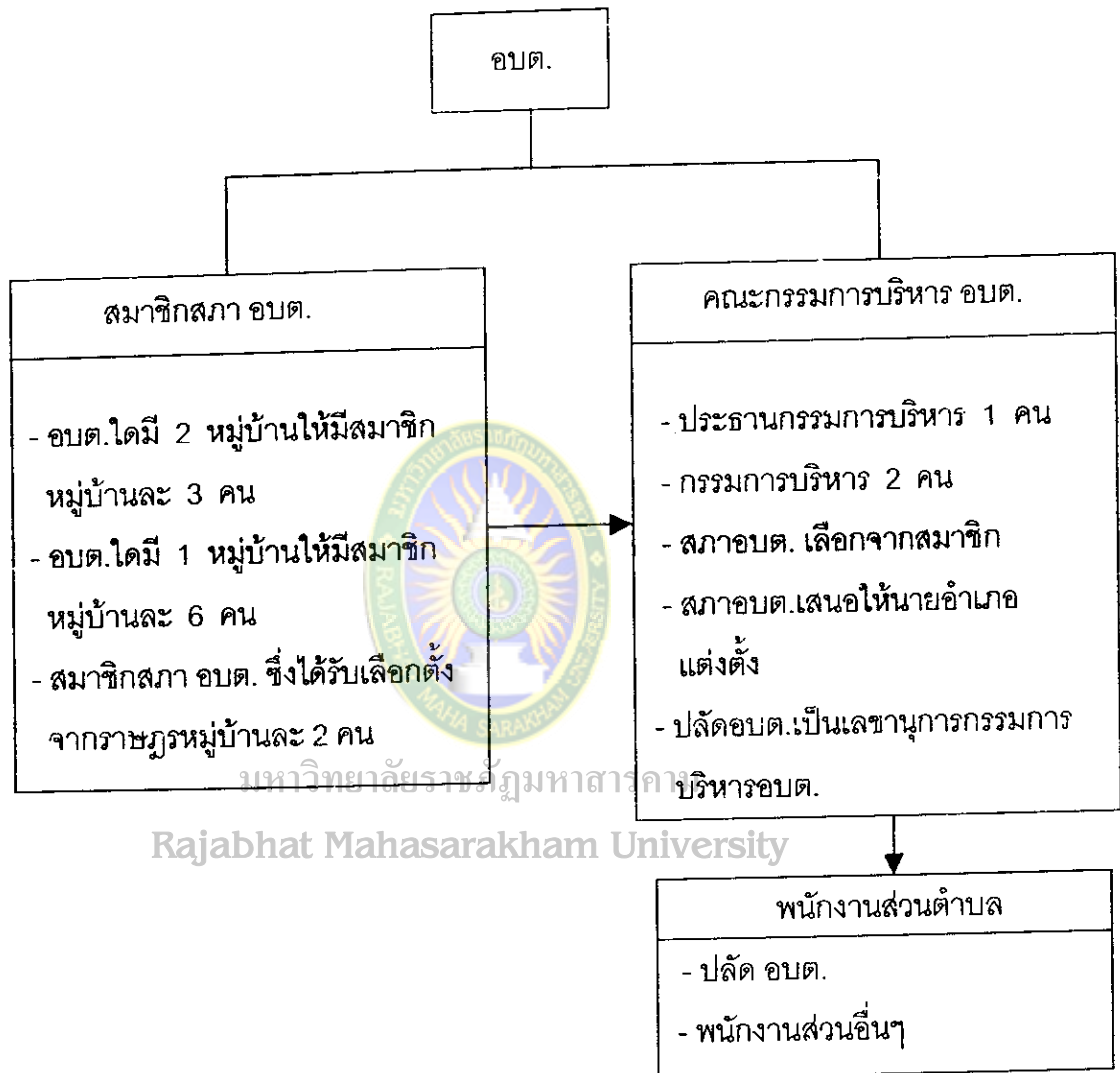 อบต.
สมาชิกสภา อบต.
- อบต.ใดมี 2 หมู่บ้านให้มีสมาชิก
หมู่บ้านละ 3 คน
- อบต.ใดมี 1 หมู่บ้านให้มีสมาชิก
หมู่บ้านละ 6 คน
- สมาชิกสภา อบต. ซึ่งได้รับเลือกตั้ง
จากราษฎรหมู่บ้านละ 2 คน
คณะกรรมการบริหาร อบต.
- ประธานกรรมการบริหาร 1 คน
- กรรมการบริหาร 2 คน
- สภาอบต. เลือกจากสมาชิก
- สภาอบต.เสนอให้นายอำเภอ
แต่งตั้ง
- ปลัดอบต.เป็นเลขานุการกรรมการ
บริหารอบต.
มหาวิทยาลัยราชภัฏมหาสารคาม
Rajabhat Mahasarakham University
พนักงานส่วนตำบล
- ปลัด อบต.
- พนักงานส่วนอื่นๆ